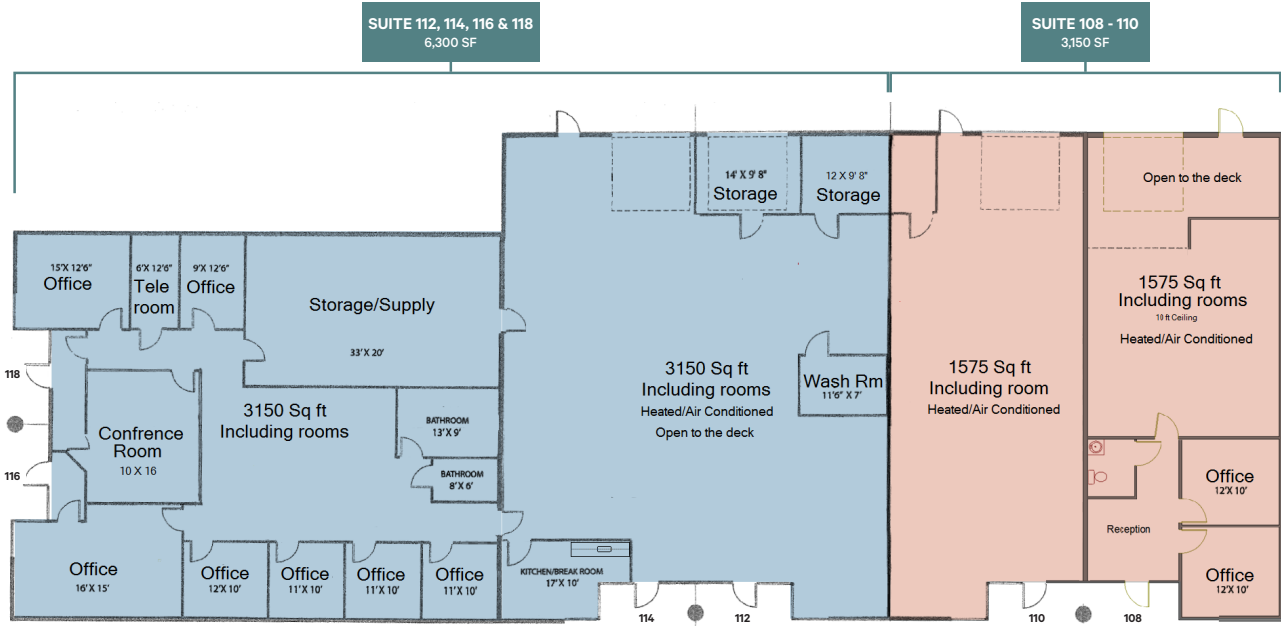 SUITE 112, 114, 116 & 118
6,300 SF
SUITE 108 - 110
3,150 SF
14' X 9' 8"
Storage
12 X 9' 8"
Storage
Open to the deck
15'X 12'6"
Office
6'X 12'6"
Tele
room
9'X 12'6"
Office
Storage/Supply
33' X 20'
1575 Sq ft
Including rooms
10 ft Ceiling
Heated/Air Conditioned
118
3150 Sq ft
Including rooms
3150 Sq ft
Including rooms
Heated/Air Conditioned
Open to the deck
Wash Rm
11'6" X 7'
1575 Sq ft
Including room
Heated/Air Conditioned
Confrence
Room
10 X 16
BATHROOM
13'X 9'
BATHROOM
8'X 6'
116
Office
12'X 10'
Reception
Office
16'X 15'
Office
12'X 10'
Office
11'X 10'
Office
11'X 10'
Office
11'X 10'
KITCHEN/BREAK ROOM
17'X 10'
Office
12'X 10'
114
112
110
108